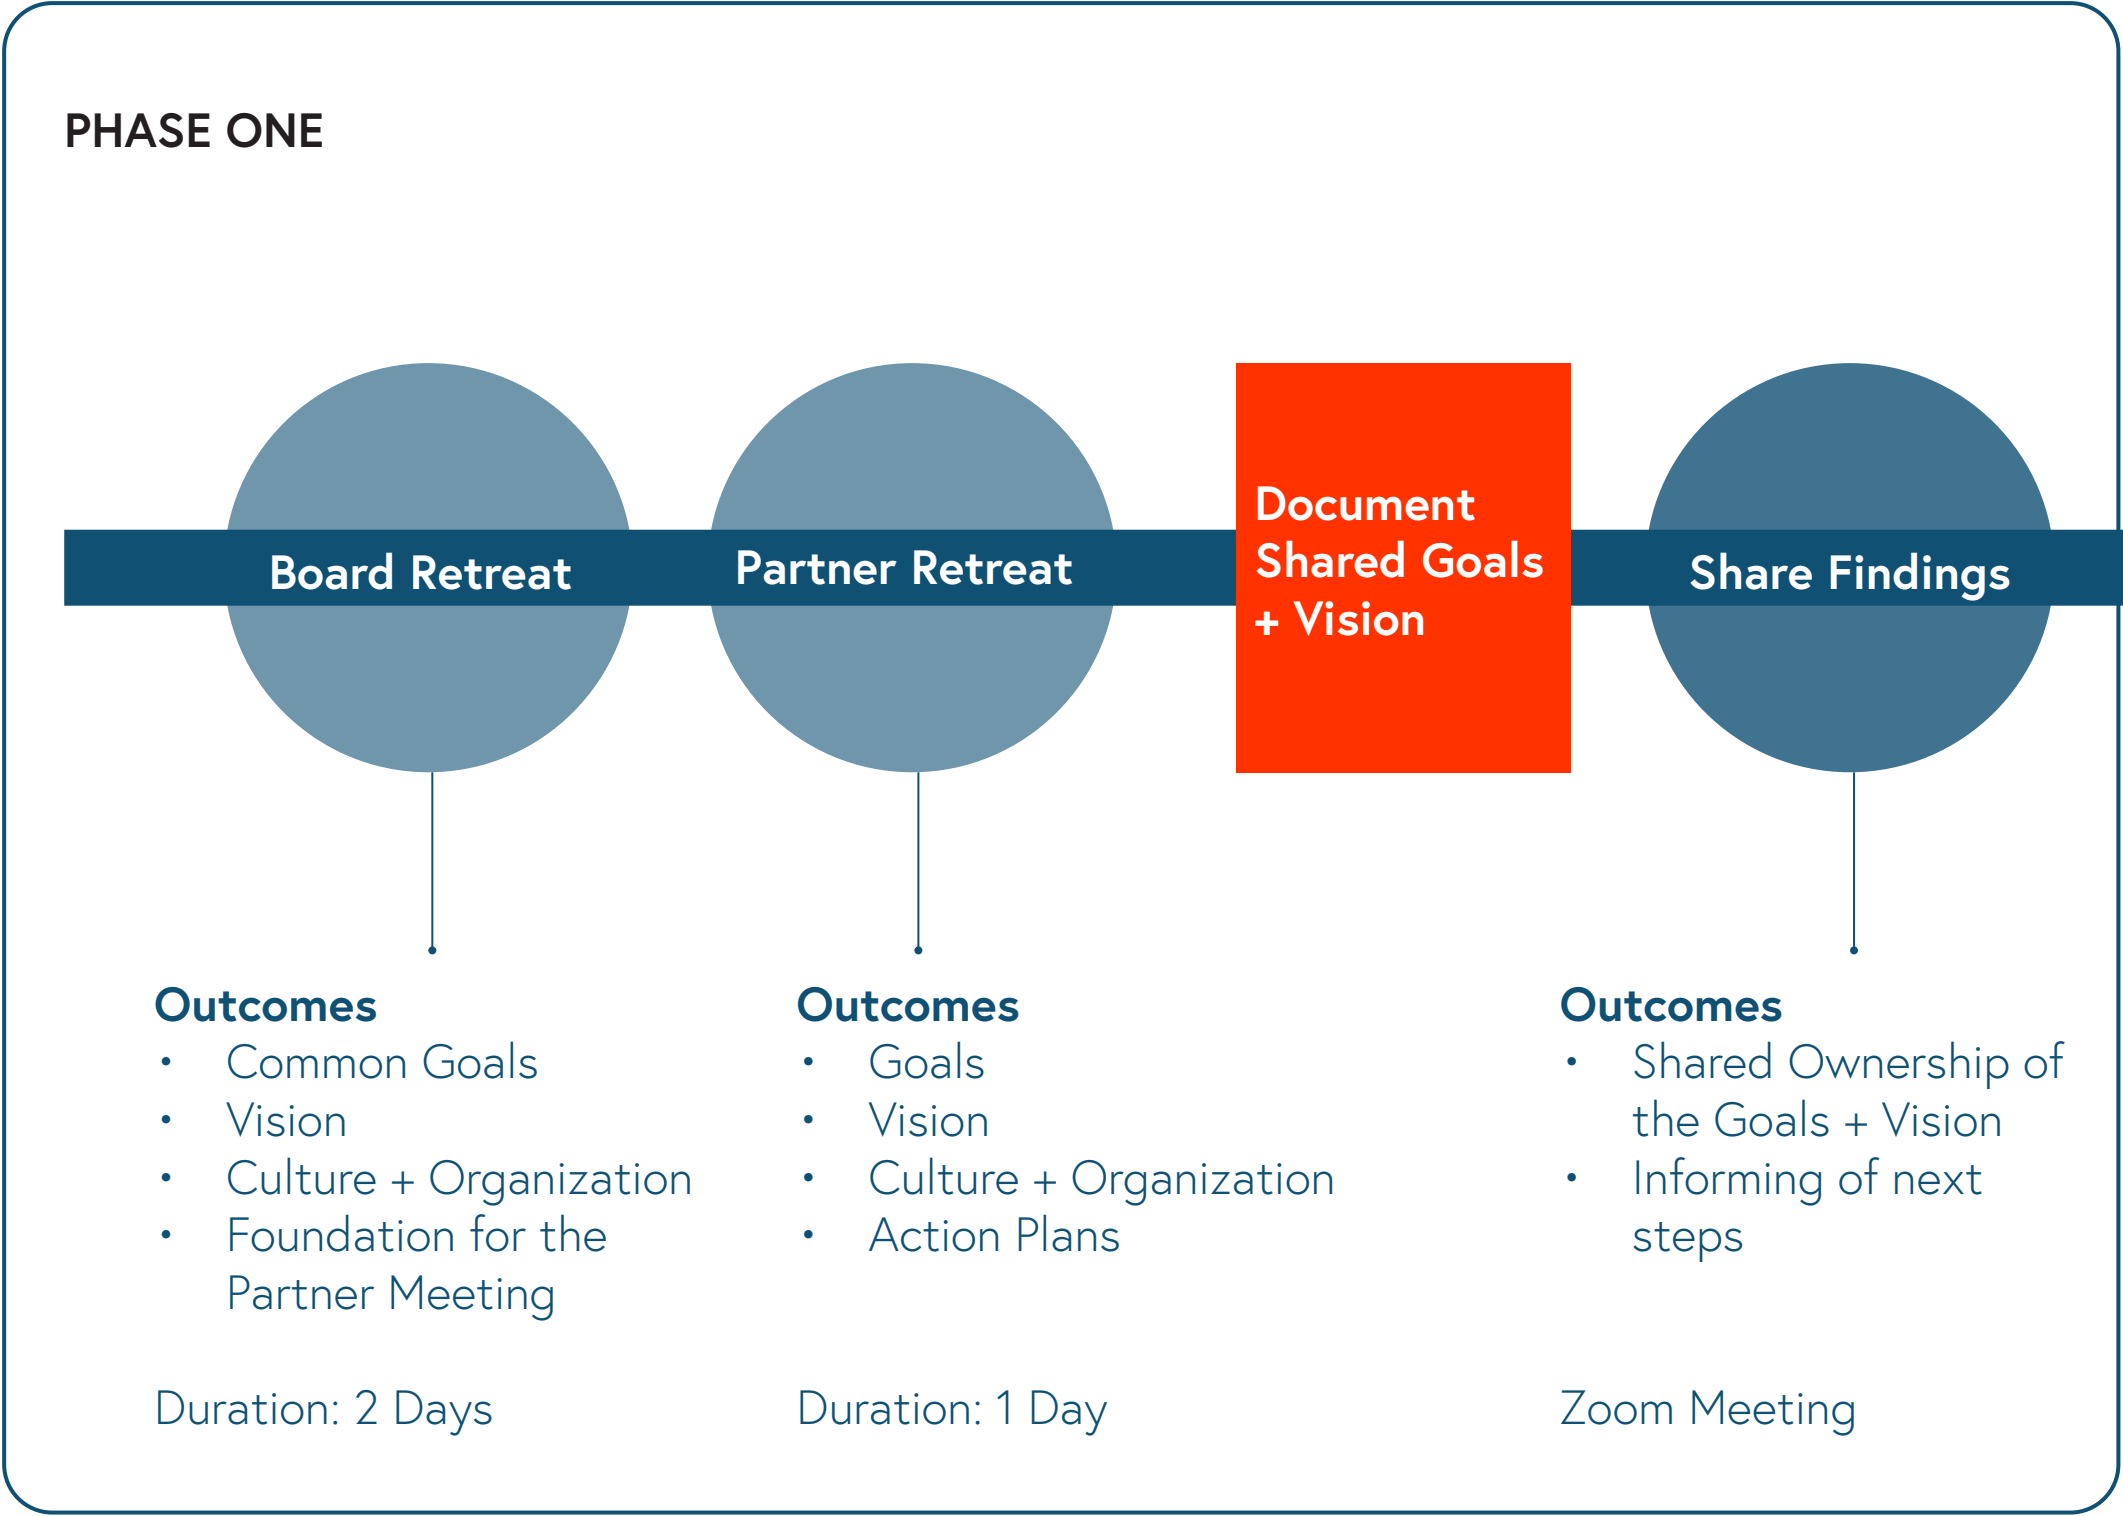 PHASE ONE
Board Retreat
Partner Retreat
Document
Shared Goals
+ Vision
Share Findings
Outcomes
• Common Goals
• Vision
• Culture + Organization
• Foundation for the
Partner Meeting
Duration: 2 Days
Outcomes
• Goals
• Vision
• Culture + Organization
• Action Plans
Duration: 1 Day
Outcomes
• Shared Ownership of
the Goals + Vision
• Informing of next
steps
Zoom Meeting